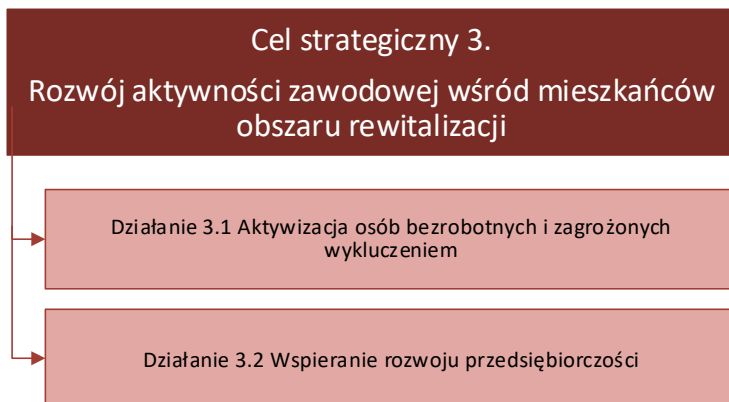 Cel strategiczny 3.
Rozwój aktywności zawodowej wśród mieszkańców
obszaru rewitalizacji
Działanie 3.1 Aktywizacja osób bezrobotnych i zagrożonych
wykluczeniem
Działanie 3.2 Wspieranie rozwoju przedsiębiorczości